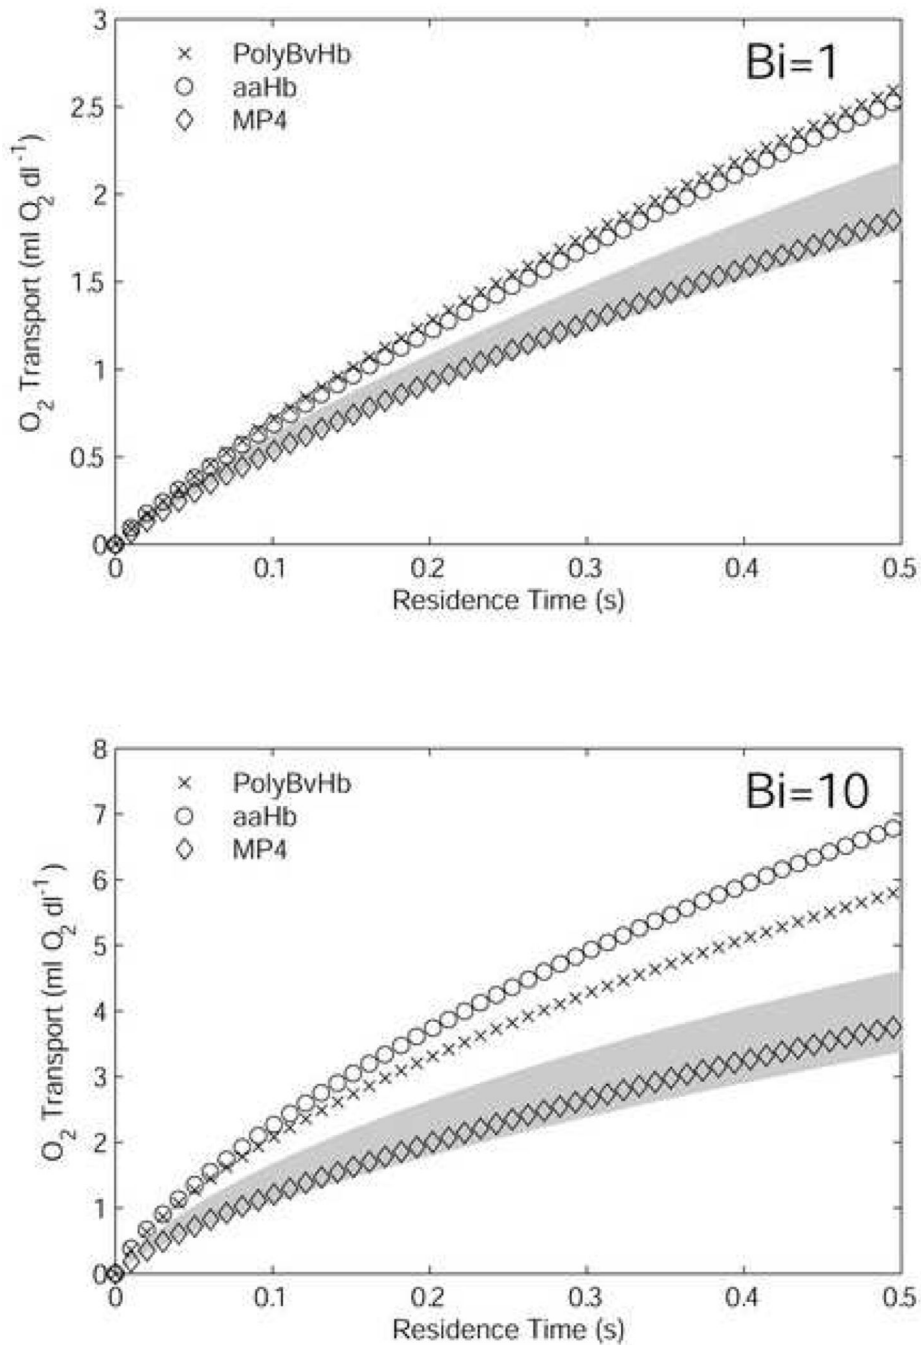 3
2.5
2
1.5
1
0.5
0
× PolyBvHb
○ aaHb
◇ MP4
Bi=1
O2 Transport (ml O2 dl-1)
0 0.1 0.2 0.3 0.4 0.5
Residence Time (s)
8
7
6
5
4
3
2
1
0
× PolyBvHb
○ aaHb
◇ MP4
Bi=10
O2 Transport (ml O2 dl-1)
0 0.1 0.2 0.3 0.4 0.5
Residence Time (s)